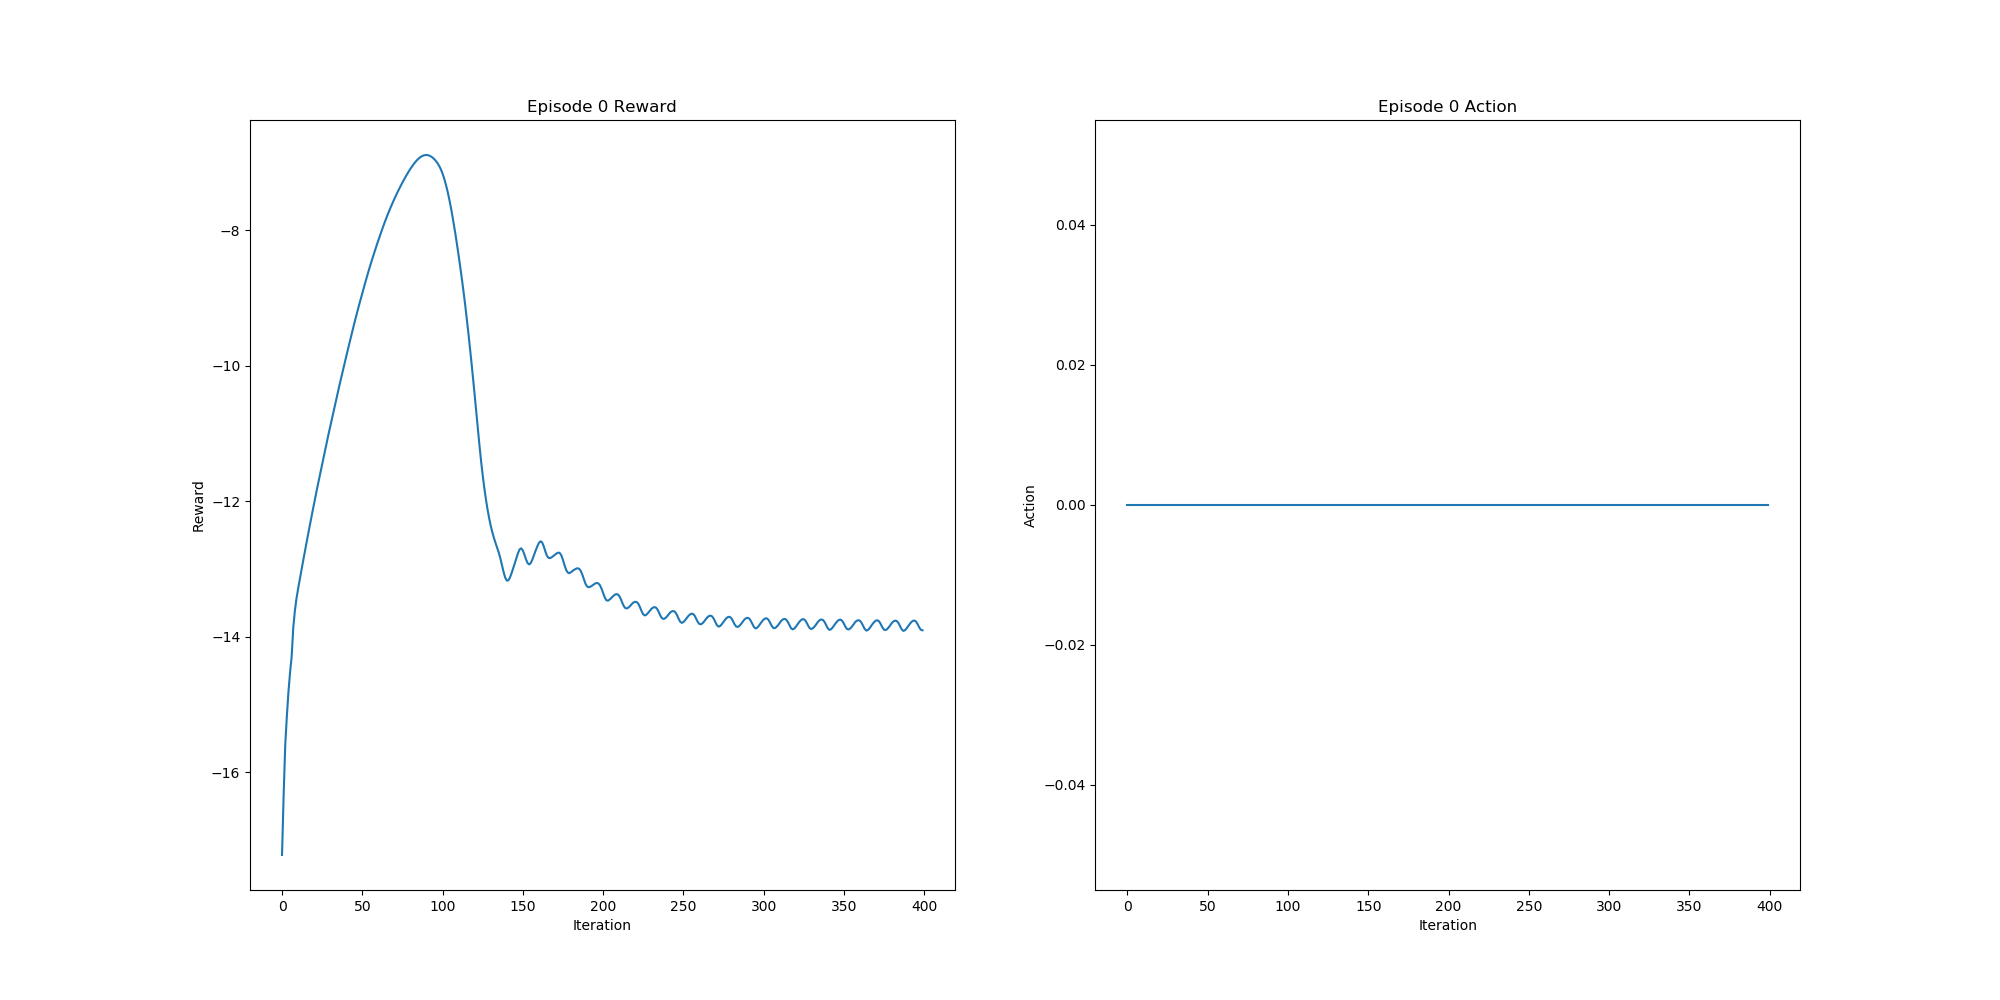 Episode 0 Reward
Reward
−8
−10
−12
−14
−16
0 50 100 150 200 250 300 350 400
Iteration
Episode 0 Action
Action
0.04
0.02
0.00
−0.02
−0.04
0 50 100 150 200 250 300 350 400
Iteration